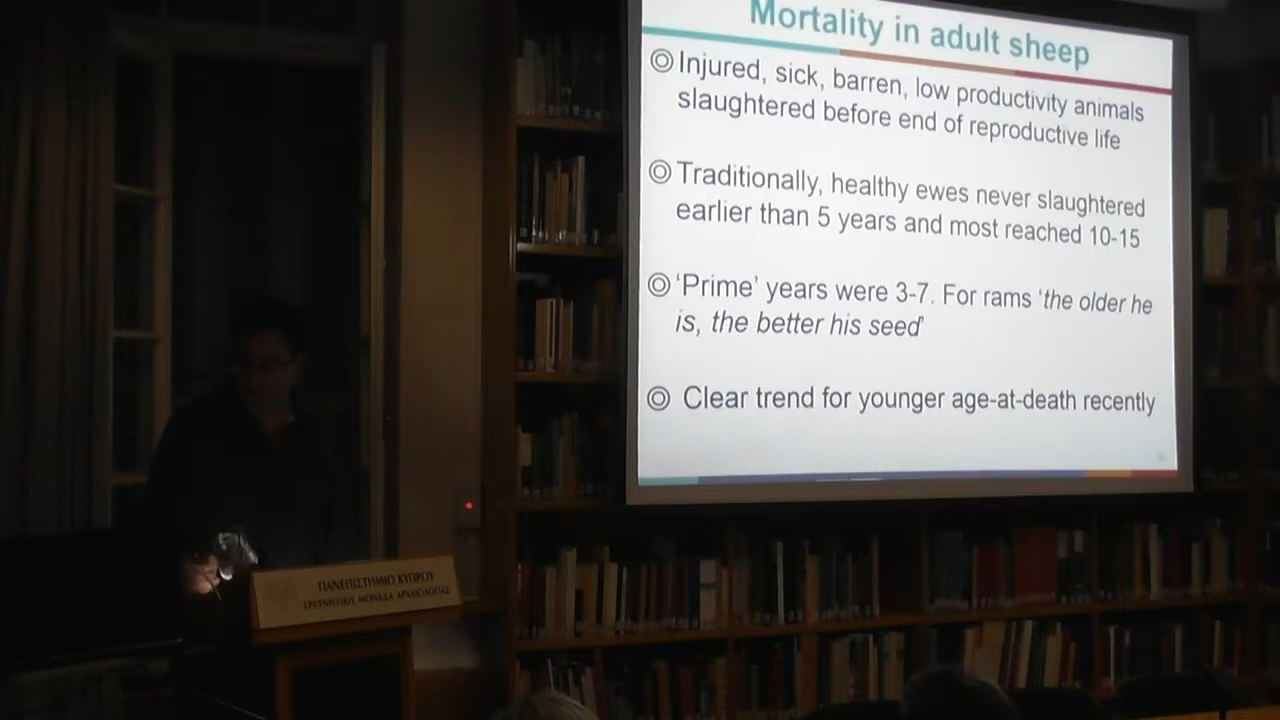 Mortality in adult sheep
Injured, sick, barren, low productivity animals
slaughtered before end of reproductive life
Traditionally, healthy ewes never slaughtered
earlier than 5 years and most reached 10-15
‘Prime’ years were 3-7. For rams ‘the older he
is, the better his seed’
Clear trend for younger age-at-death recently
ΠΑΝΕΠΙΣΤΗΜΙΟ ΚΥΠΡΟΥ
ΕΡΕΥΝΗΤΙΚΗ ΜΟΝΑΔΑ ΑΡΧΑΙΟΛΟΓΙΑΣ